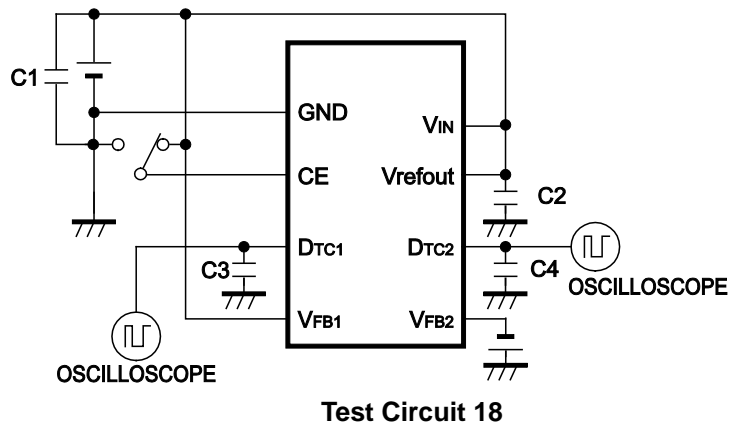 C1
GND
VIN
CE
Vrefout
C2
DTC1
DTC2
C3
C4
OSCILLOSCOPE
VFB1
VFB2
OSCILLOSCOPE
Test Circuit 18